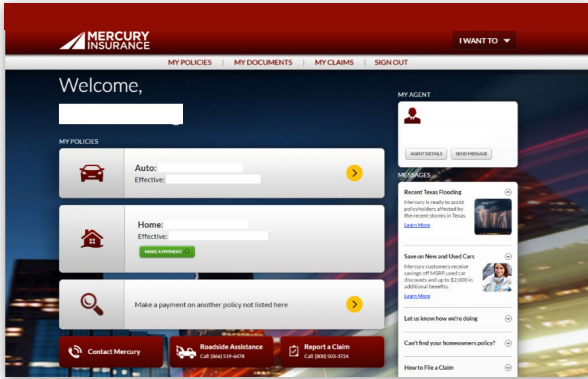 MERCURY
INSURANCE
I WANT TO
MY POLICIES | MY DOCUMENTS | MY CLAIMS | SIGN OUT
Welcome,
MY POLICIES
Auto:
Effective:
Home:
Effective:
MAKE A PAYMENT
Make a payment on another policy not listed here
Contact Mercury
Roadside Assistance
Call (866) 519-6478
Report a Claim
Call (800) 503-3724
MY AGENT
AGENT DETAILS
SEND MESSAGE
MESSAGES
Recent Texas Flooding
Mercury is ready to assist
policyholders affected by
the recent storms in Texas.
Learn More
Save on New and Used Cars
Mercury customers receive
savings off MSRP, used car
discounts and up to $2,000 in
additional benefits.
Learn More
Let us know how we're doing
Can't find your homeowners policy?
How to File a Claim